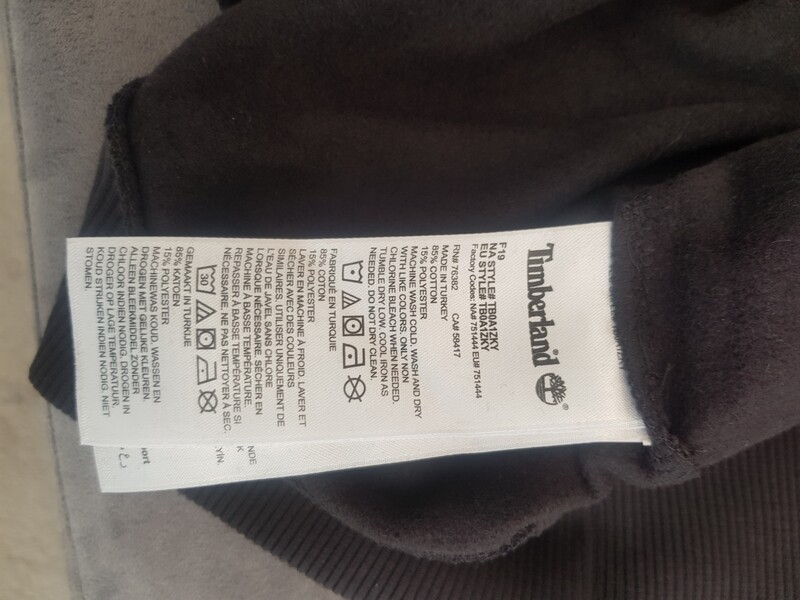 Timberland®
F19
NA STYLE# TB0A1ZKY
EU STYLE# TB0A1ZKY
Factory Codes: NA# 751444 EU# 751444
RN# 76382 CA# 58417
MADE IN TURKEY
85% COTTON
15% POLYESTER
MACHINE WASH COLD. WASH AND DRY
WITH LIKE COLORS. ONLY NON
CHLORINE BLEACH WHEN NEEDED.
TUMBLE DRY LOW. COOL IRON AS
NEEDED. DO NOT DRY CLEAN.
FABRIQUÉ EN TURQUIE
85% COTON
15% POLYESTER
LAVER EN MACHINE À FROID. LAVER ET
SÉCHER AVEC DES COULEURS
SIMILAIRES. UTILISER UNIQUEMENT DE
L'EAU DE JAVEL SANS CHLORE
LORSQUE NÉCESSAIRE. SÉCHER EN
MACHINE À BASSE TEMPÉRATURE.
REPASSER À BASSE TEMPÉRATURE SI
NÉCESSAIRE. NE PAS NETTOYER À SEC.
30
GEMAAKT IN TURKIJE
85% KATOEN
15% POLYESTER
MACHINEWAS KOUD. WASSEN EN
DROGEN MET GELIJKE KLEUREN.
ALLEEN BLEEKMIDDEL ZONDER
CHLOOR INDIEN NODIG. DROGEN IN
DROGER OP LAGE TEMPERATUUR.
KOUD STRIJKEN INDIEN NODIG. NIET
STOMEN.
NDE
K
YIN.
ort